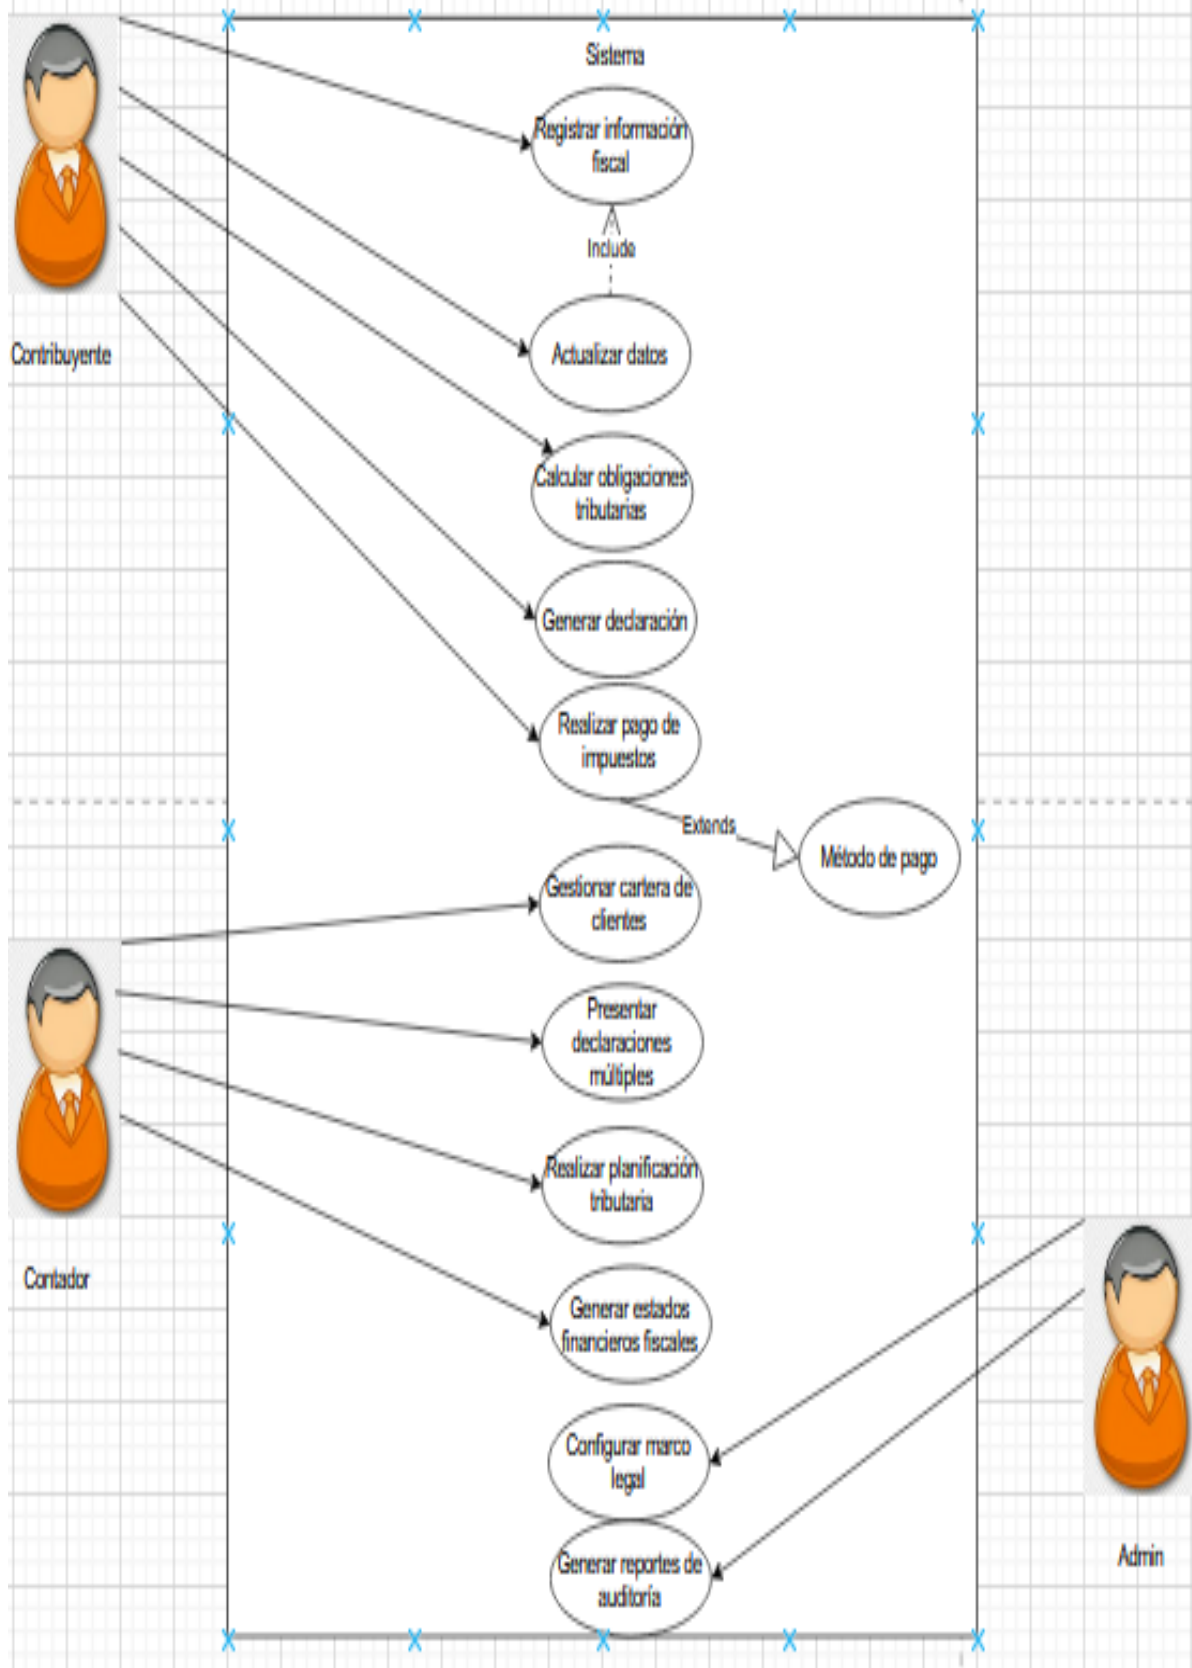 Sistema
Registrar información
fiscal
Include
Contribuyente
Actualizar datos
Calcular obligaciones
tributarias
Generar declaración
Realizar pago de
impuestos
Extends
Método de pago
Gestionar cartera de
clientes
Presentar
declaraciones
múltiples
Realizar planificación
tributaria
Contador
Generar estados
financieros fiscales
Configurar marco
legal
Admin
Generar reportes de
auditoría